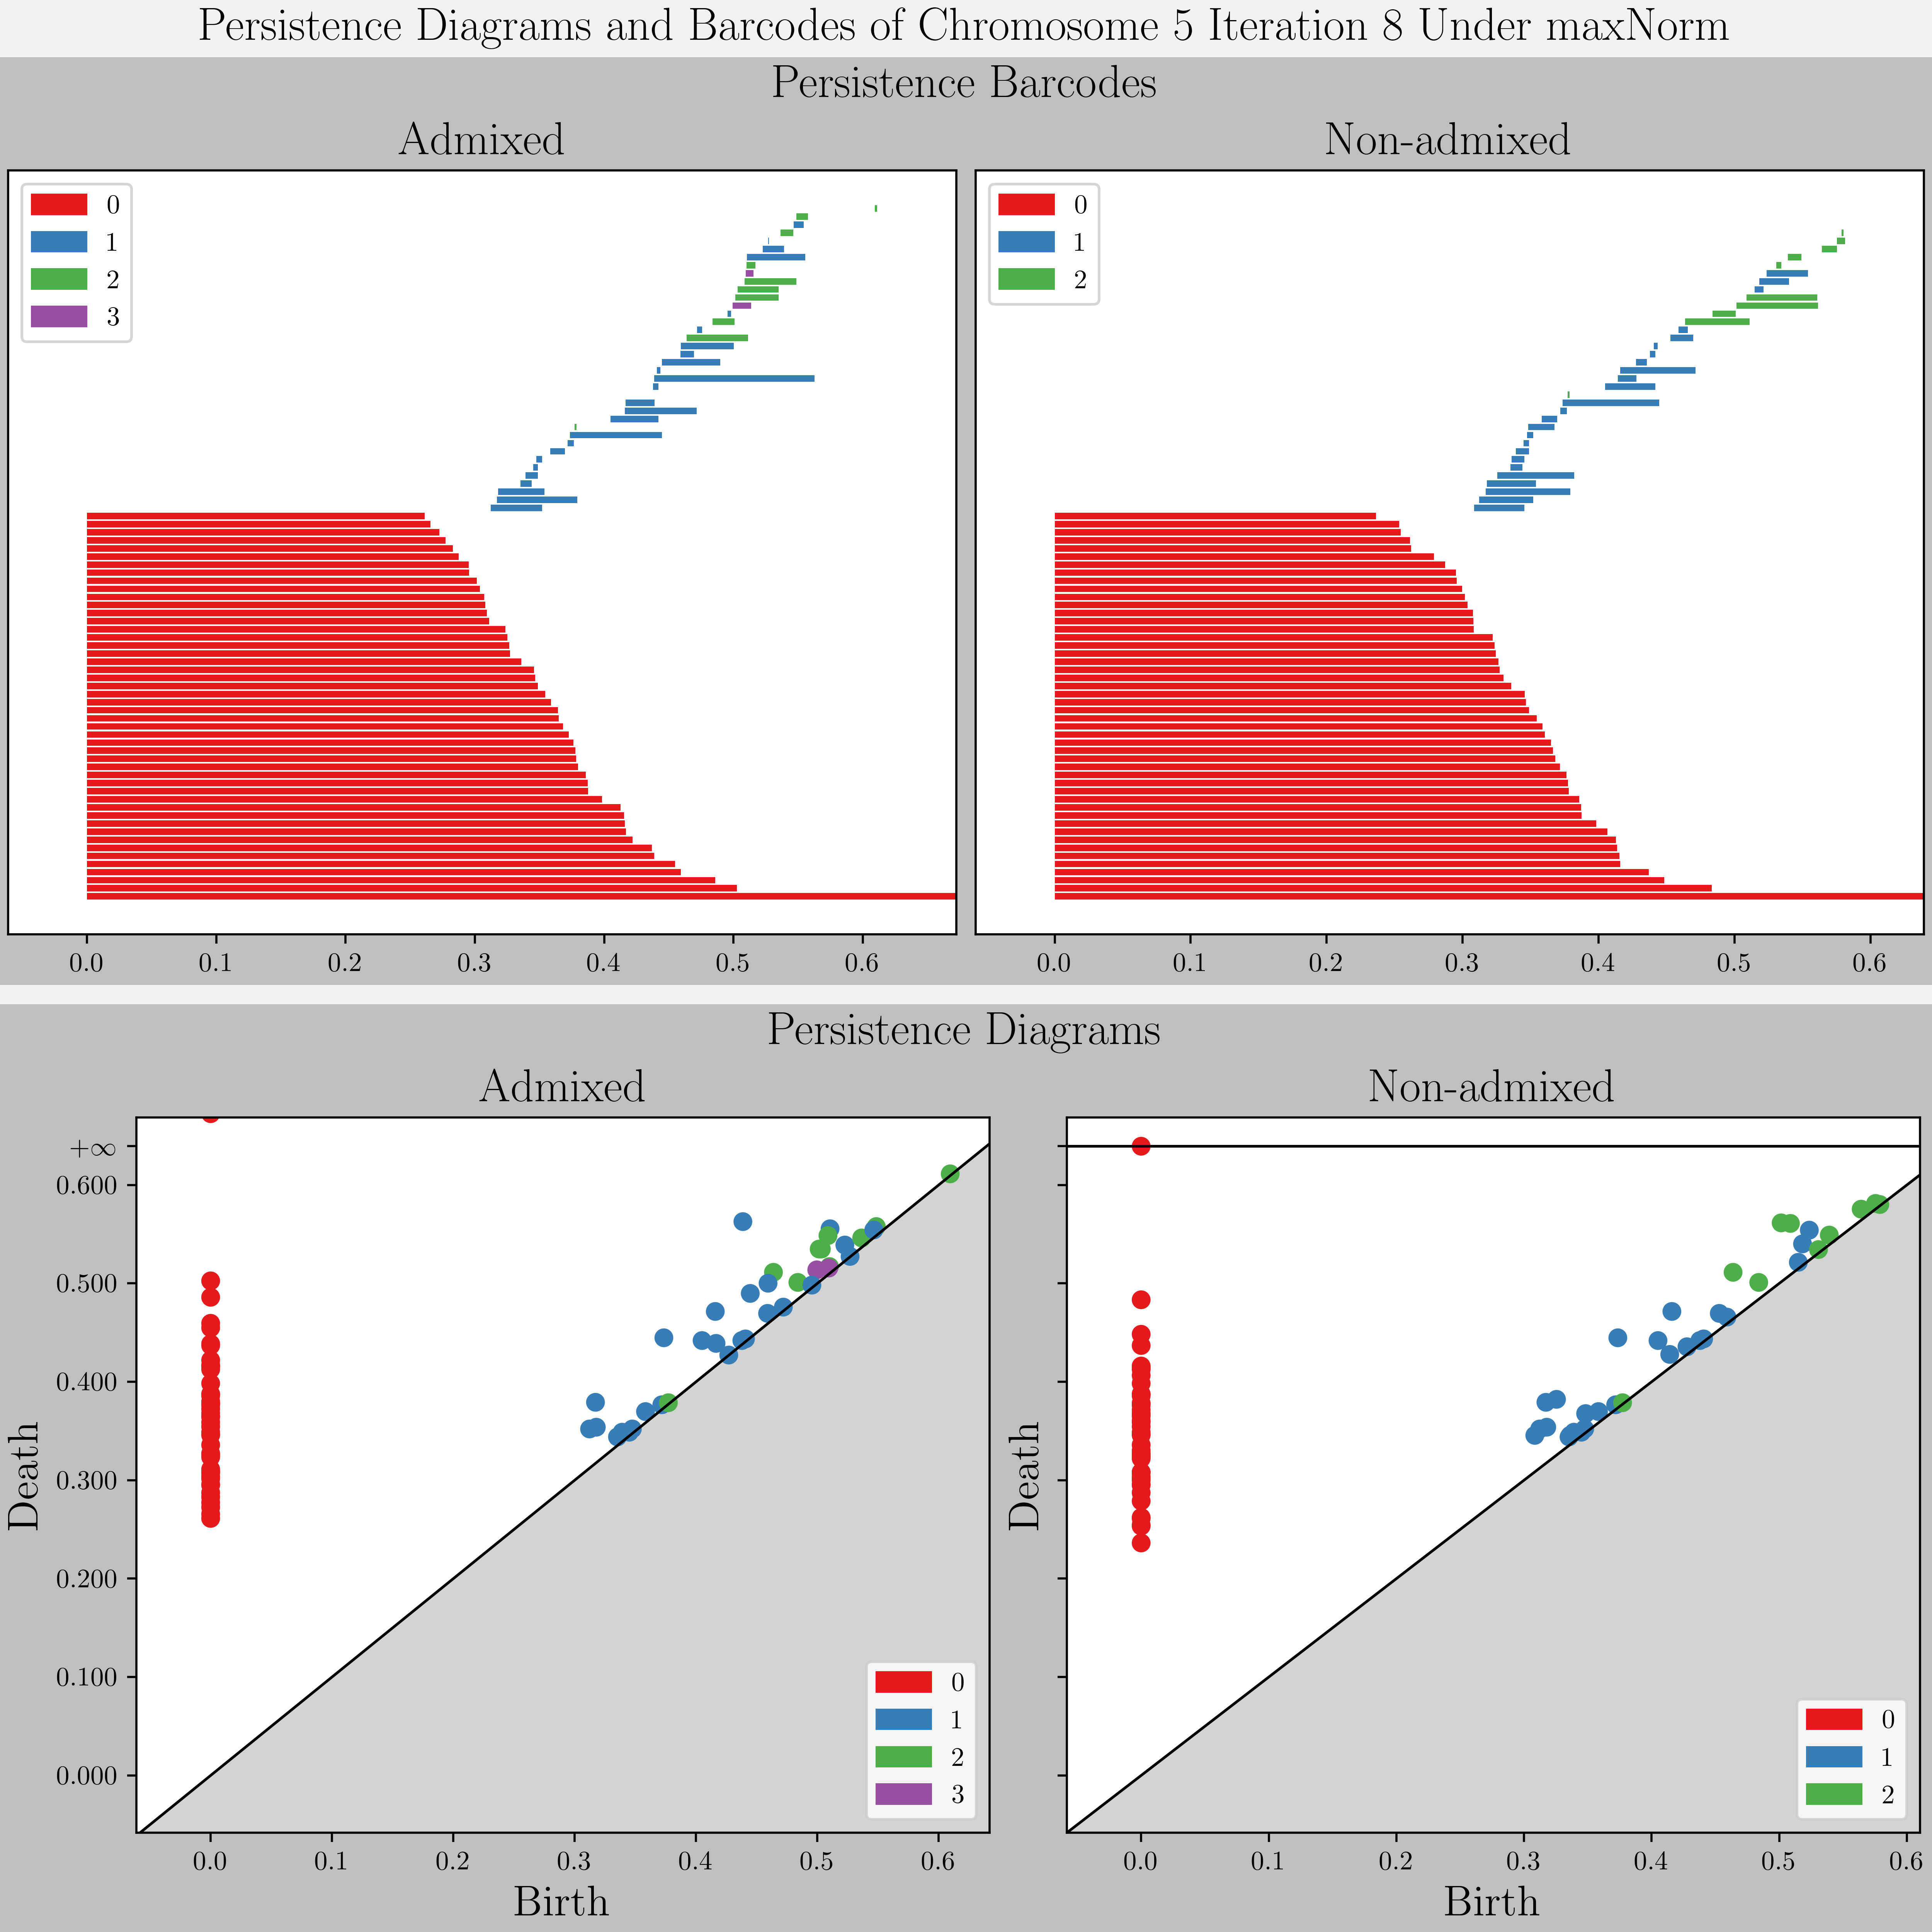 Persistence Diagrams and Barcodes of Chromosome 5 Iteration 8 Under maxNorm
Persistence Barcodes
Admixed
Non-admixed
0
1
2
3
0
1
2
0.0 0.1 0.2 0.3 0.4 0.5 0.6
0.0 0.1 0.2 0.3 0.4 0.5 0.6
Persistence Diagrams
Admixed
Non-admixed
+∞
0.600
0.500
0.400
0.300
0.200
0.100
0.000
Death
Death
0
1
2
3
0
1
2
0.0 0.1 0.2 0.3 0.4 0.5 0.6
0.0 0.1 0.2 0.3 0.4 0.5 0.6
Birth
Birth